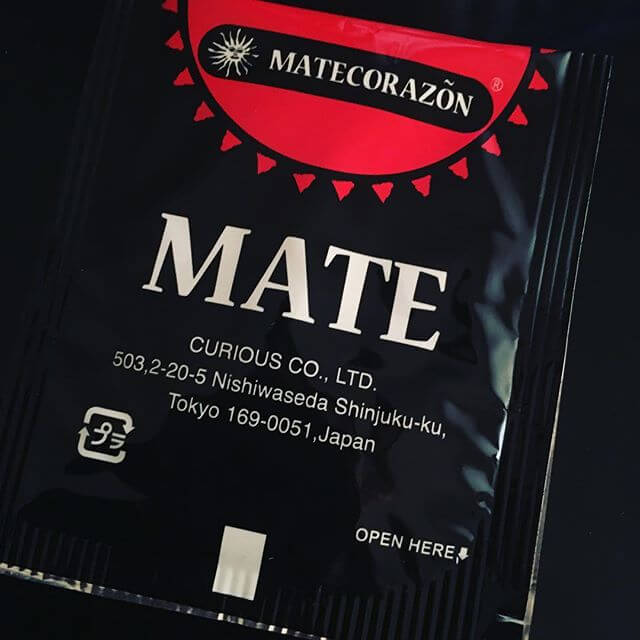 MATECORAZÕN ®
MATE
CURIOUS CO., LTD.
503,2-20-5 Nishiwaseda Shinjuku-ku,
Tokyo 169-0051,Japan
プラ
OPEN HERE